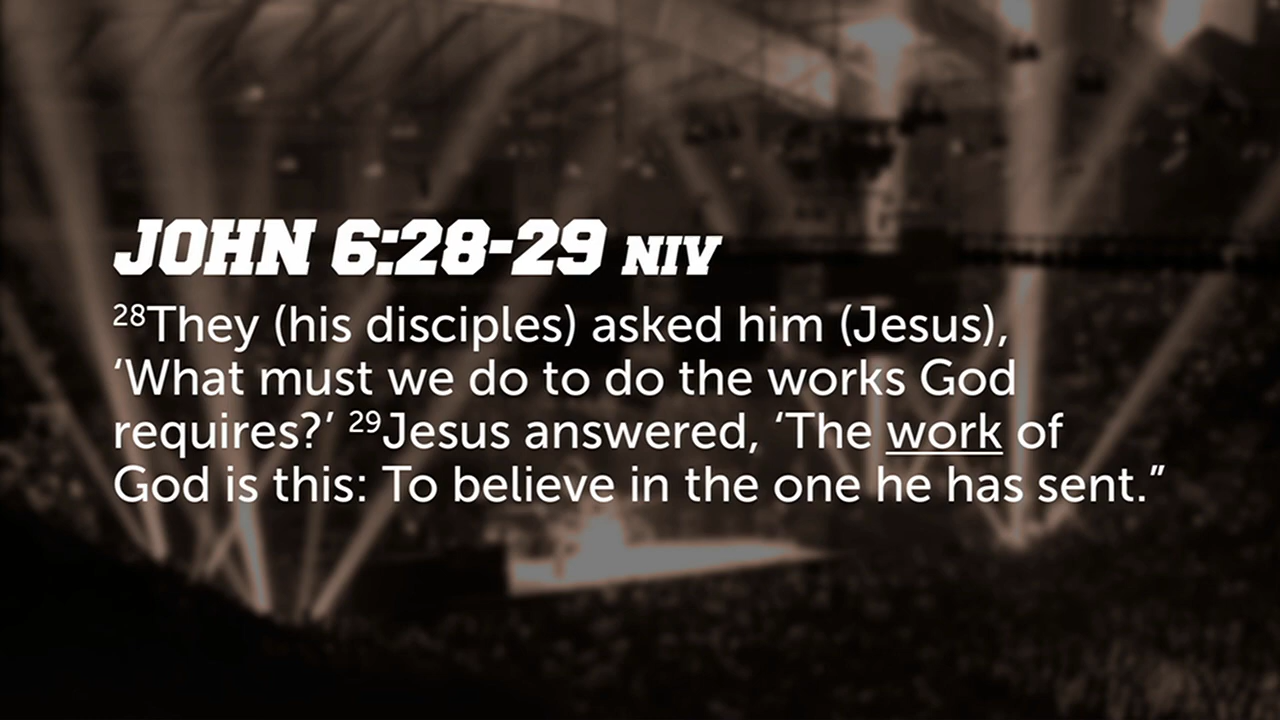 JOHN 6:28-29 NIV
²⁸They (his disciples) asked him (Jesus),
‘What must we do to do the works God
requires?’ ²⁹Jesus answered, ‘The work of
God is this: To believe in the one he has sent.”